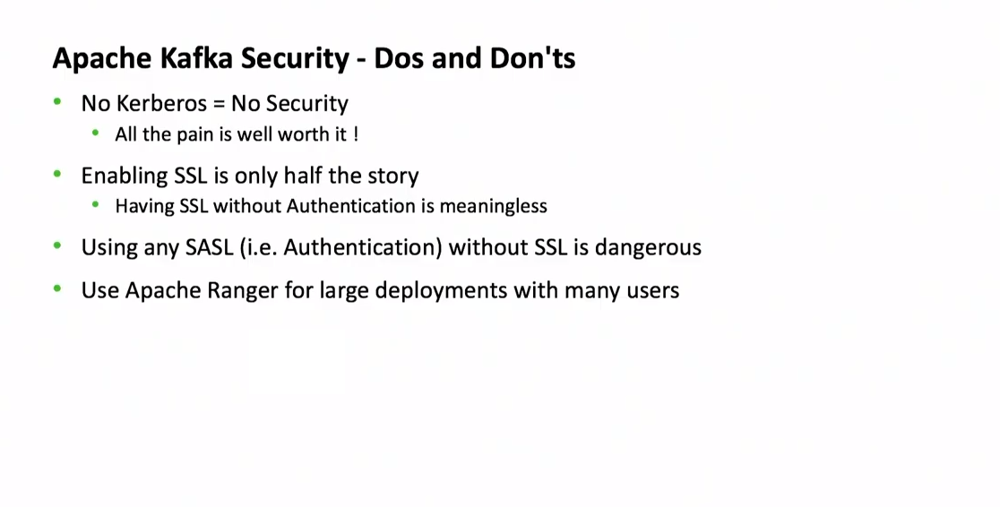 Apache Kafka Security - Dos and Don'ts
• No Kerberos = No Security
• All the pain is well worth it !
• Enabling SSL is only half the story
• Having SSL without Authentication is meaningless
• Using any SASL (i.e. Authentication) without SSL is dangerous
• Use Apache Ranger for large deployments with many users